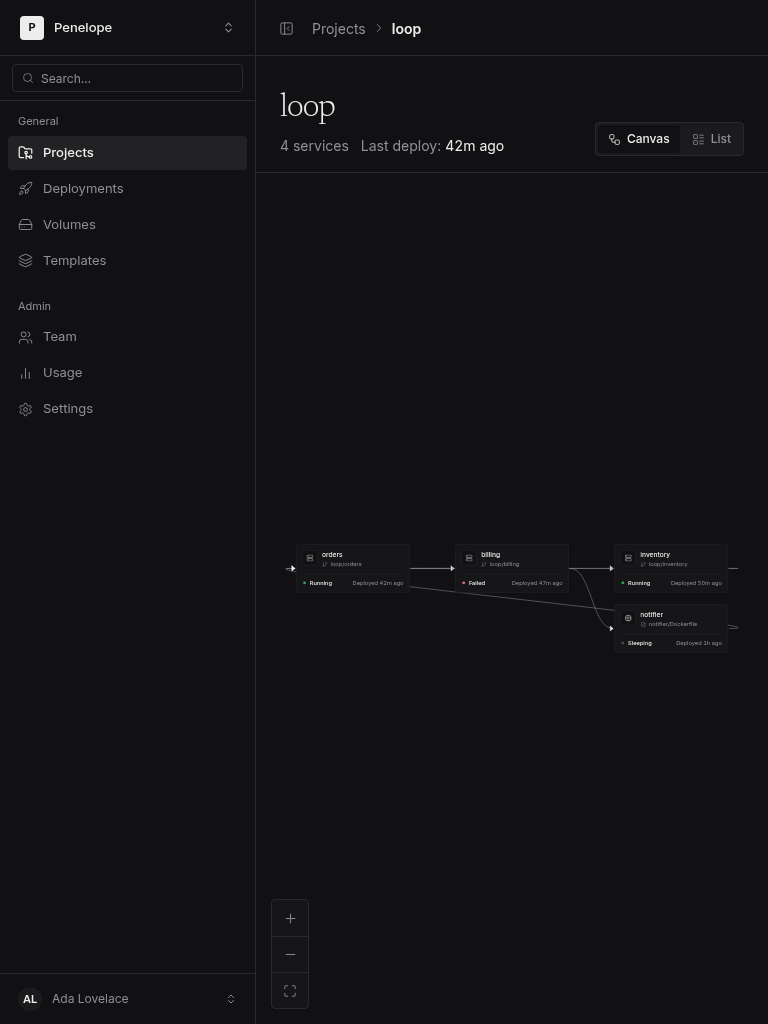 P Penelope
Search...
General
Projects
Deployments
Volumes
Templates
Admin
Team
Usage
Settings
AL Ada Lovelace
Projects loop
loop
4 services Last deploy: 42m ago
Canvas List
orders
loop/orders
Running Deployed 42m ago
billing
loop/billing
Failed Deployed 47m ago
inventory
loop/inventory
Running Deployed 50m ago
notifier
notifier/Dockerfile
Sleeping Deployed 1h ago